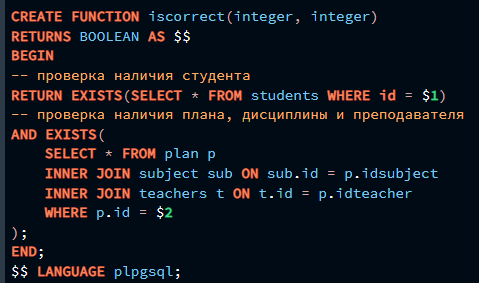 CREATE FUNCTION iscorrect(integer, integer)
RETURNS BOOLEAN AS $$
BEGIN
-- проверка наличия студента
RETURN EXISTS(SELECT * FROM students WHERE id = $1)
-- проверка наличия плана, дисциплины и преподавателя
AND EXISTS(
    SELECT * FROM plan p
    INNER JOIN subject sub ON sub.id = p.idsubject
    INNER JOIN teachers t ON t.id = p.idteacher
    WHERE p.id = $2
);
END;
$$ LANGUAGE plpgsql;